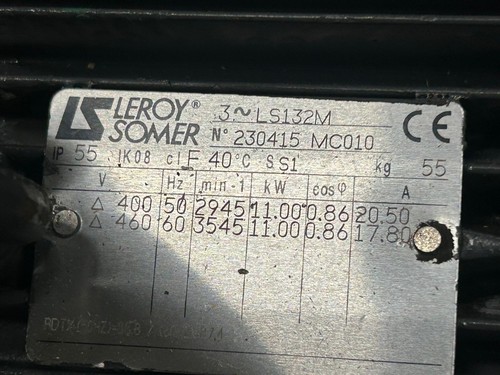 LEROY® SOMER
3~LS132M
N° 230415 MC010
CE
IP 55 IK08 cl F 40°C S S1 kg 55
V Hz min-1 kW cosφ A
△ 400 50 2945 11.00 0.86 20.50
△ 460 60 3545 11.00 0.86 17.80